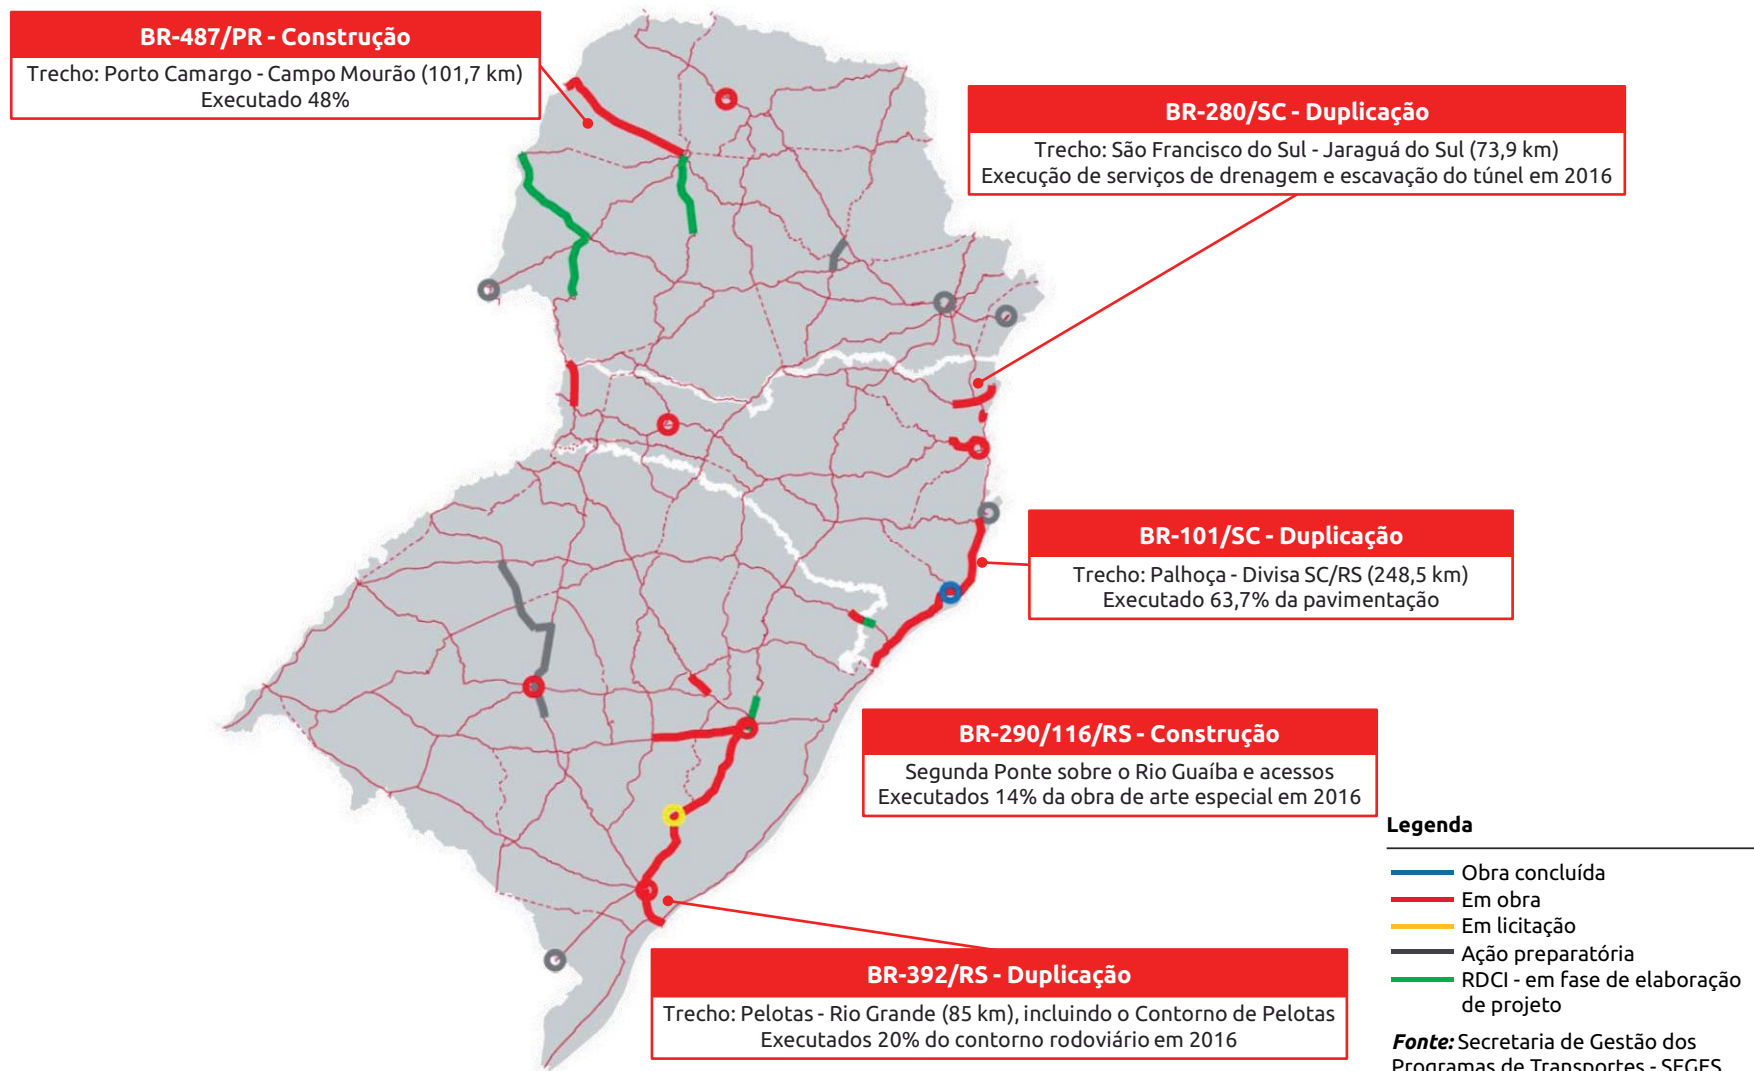 BR-487/PR - Construção
Trecho: Porto Camargo - Campo Mourão (101,7 km)
Executado 48%
BR-280/SC - Duplicação
Trecho: São Francisco do Sul - Jaraguá do Sul (73,9 km)
Execução de serviços de drenagem e escavação do túnel em 2016
BR-101/SC - Duplicação
Trecho: Palhoça - Divisa SC/RS (248,5 km)
Executado 63,7% da pavimentação
BR-290/116/RS - Construção
Segunda Ponte sobre o Rio Guaíba e acessos
Executados 14% da obra de arte especial em 2016
BR-392/RS - Duplicação
Trecho: Pelotas - Rio Grande (85 km), incluindo o Contorno de Pelotas
Executados 20% do contorno rodoviário em 2016
Legenda
Obra concluída
Em obra
Em licitação
Ação preparatória
RDCI - em fase de elaboração
de projeto
Fonte: Secretaria de Gestão dos
Programas de Transportes - SEGES